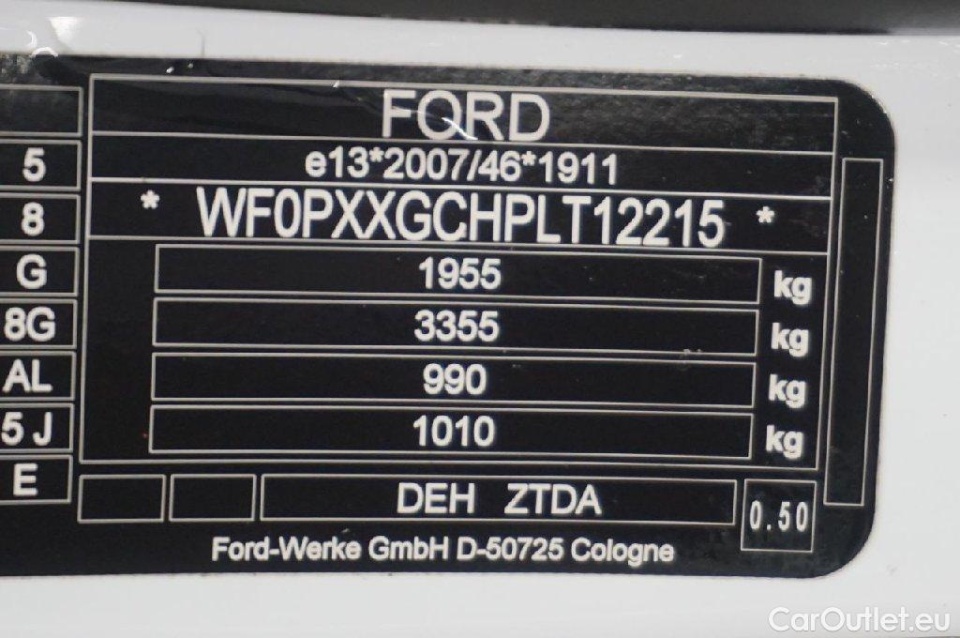 FORD
e13*2007/46*1911
* WF0PXXGCHPLT12215 *
5
8
G
8G
AL
5 J
E
1955 kg
3355 kg
990 kg
1010 kg
DEH ZTDA
0.50
Ford-Werke GmbH D-50725 Cologne
CarOutlet.eu